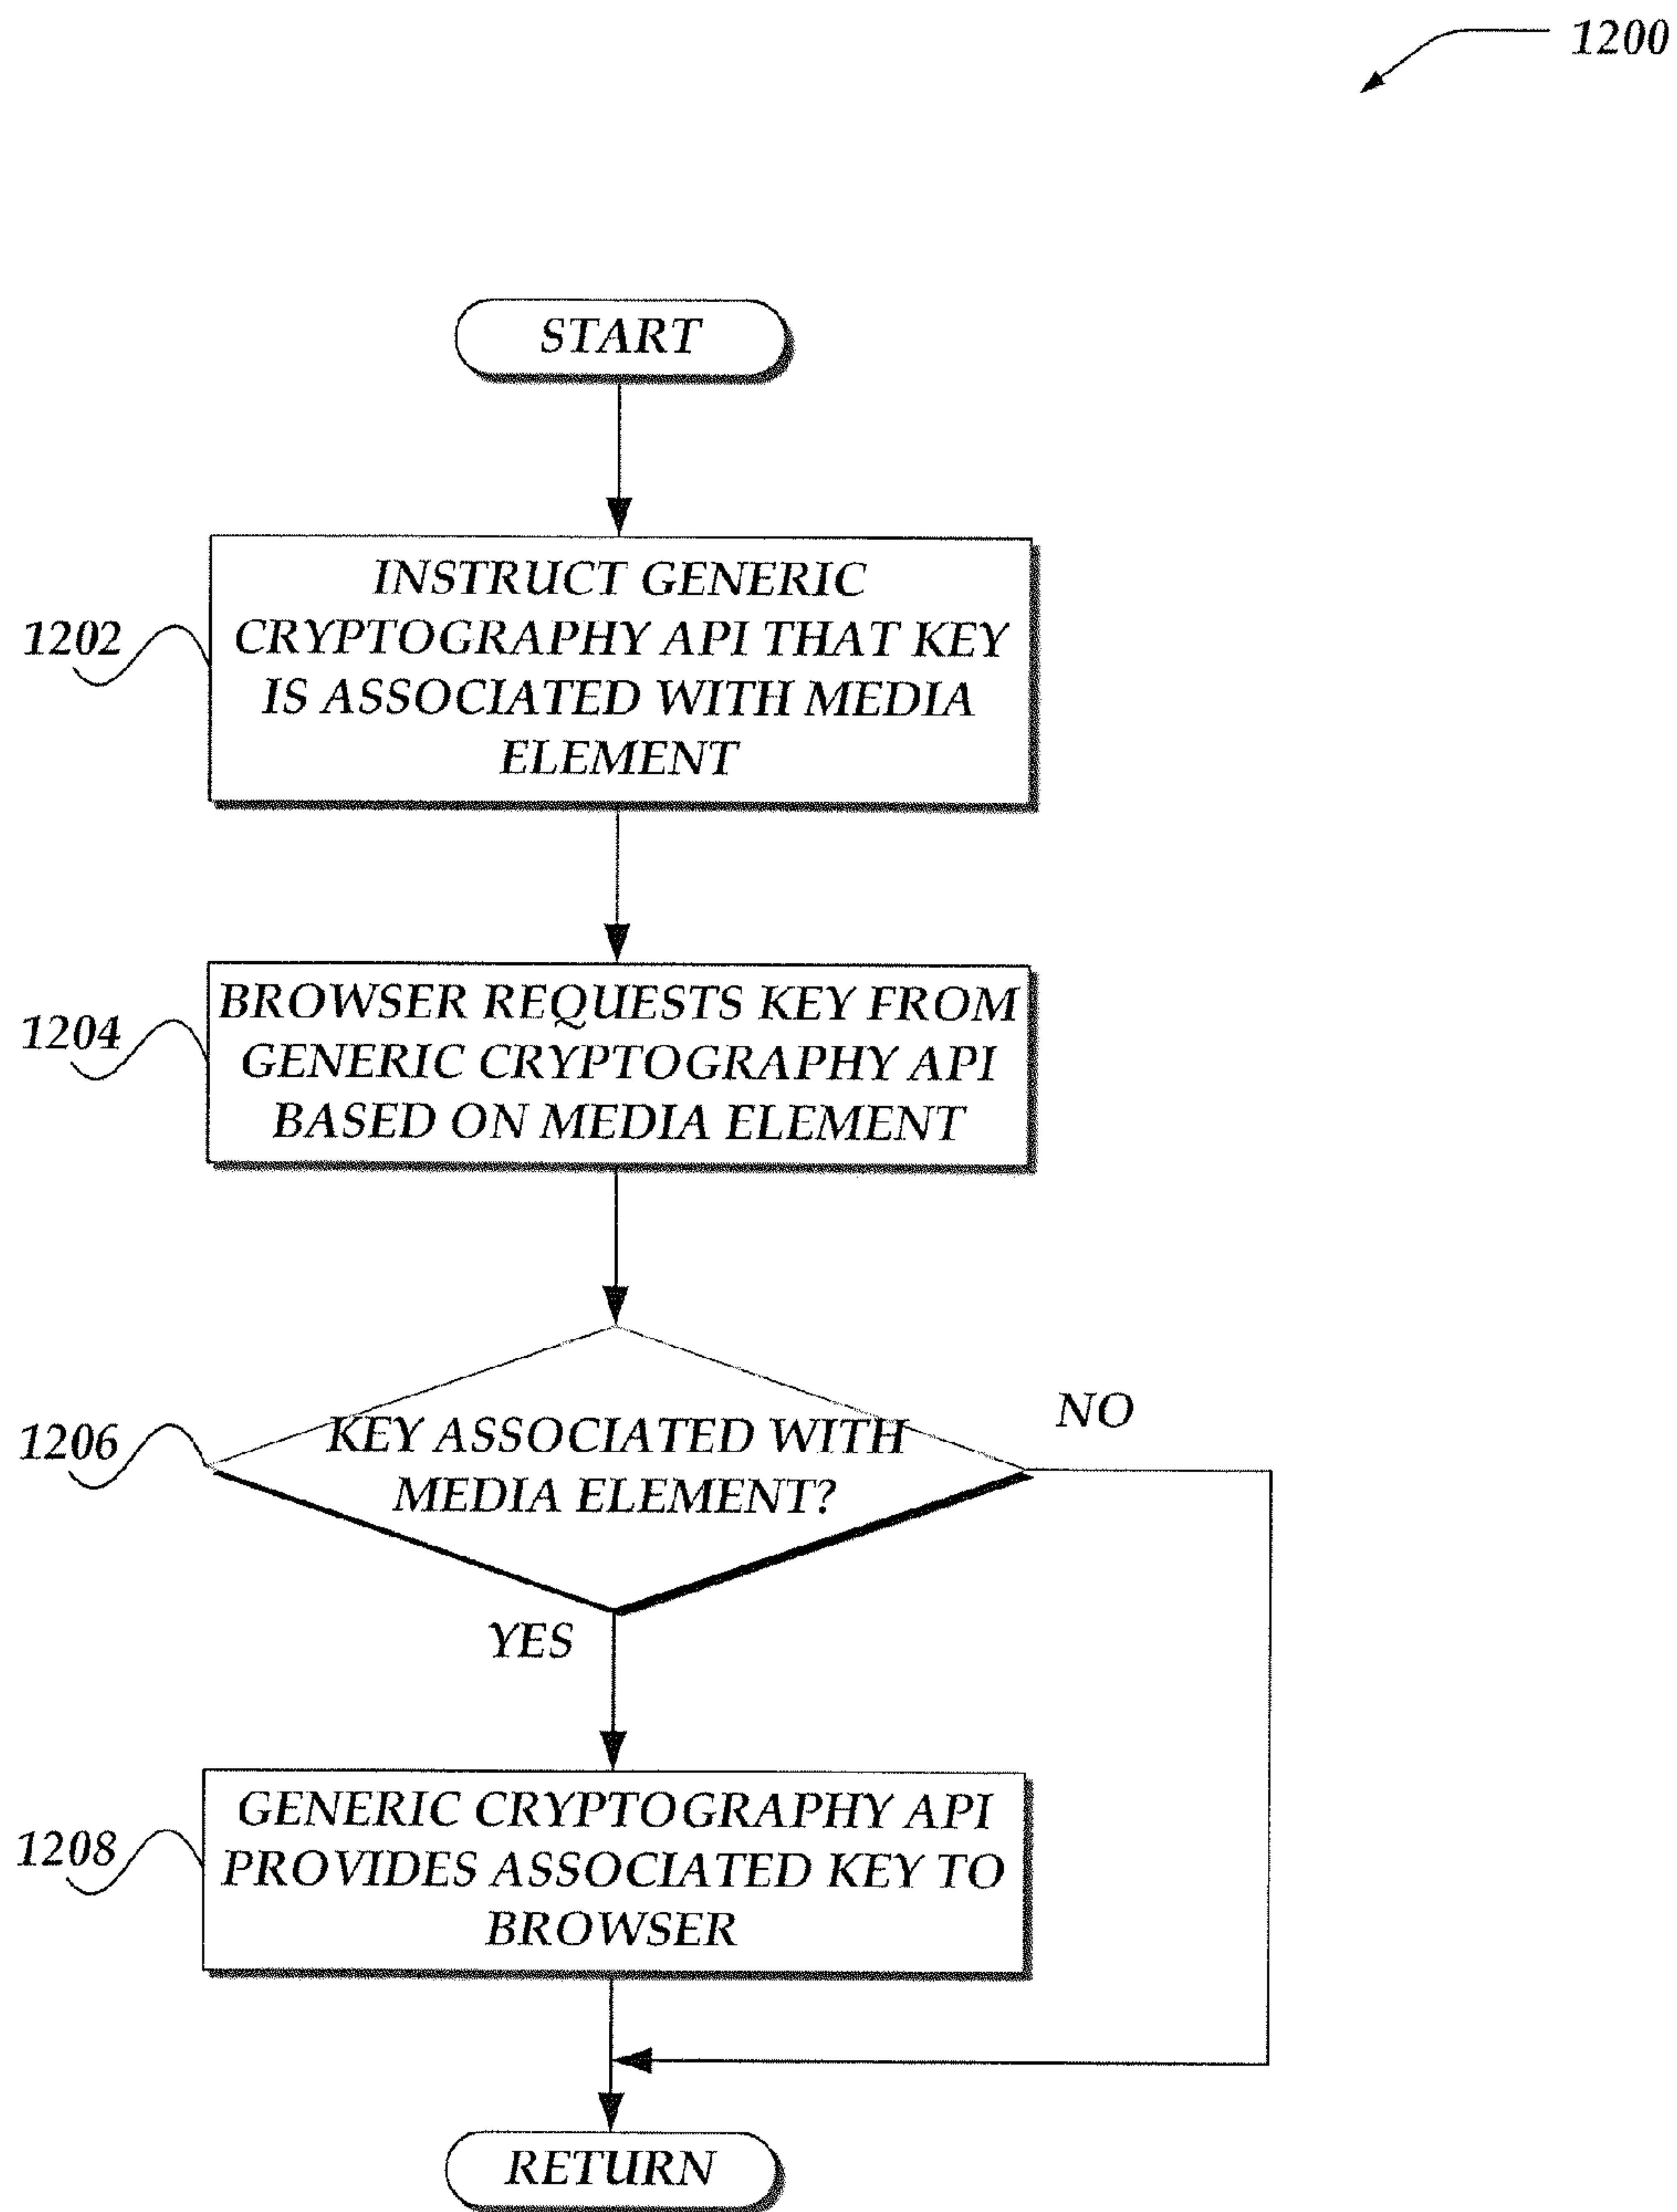 1200
START
1202
INSTRUCT GENERIC
CRYPTOGRAPHY API THAT KEY
IS ASSOCIATED WITH MEDIA
ELEMENT
1204
BROWSER REQUESTS KEY FROM
GENERIC CRYPTOGRAPHY API
BASED ON MEDIA ELEMENT
1206
KEY ASSOCIATED WITH
MEDIA ELEMENT?
NO
YES
1208
GENERIC CRYPTOGRAPHY API
PROVIDES ASSOCIATED KEY TO
BROWSER
RETURN